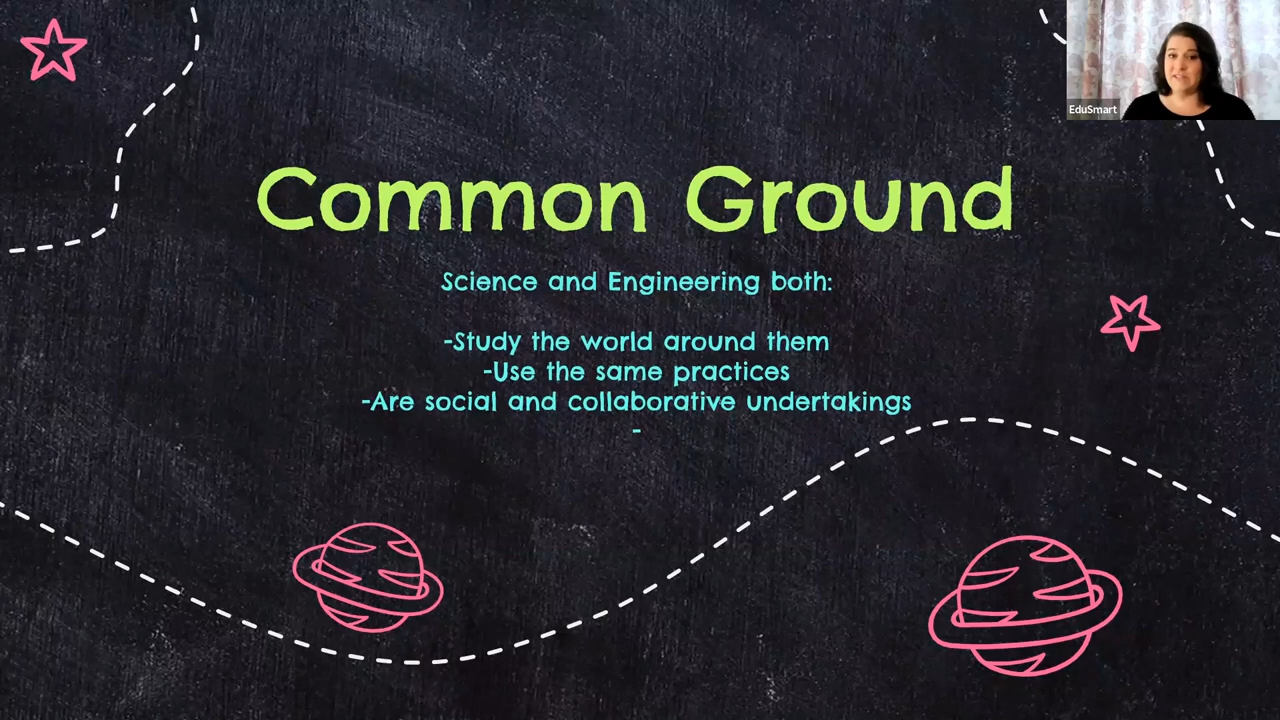 EduSmart
Common Ground
Science and Engineering both:
-Study the world around them
-Use the same practices
-Are social and collaborative undertakings
-